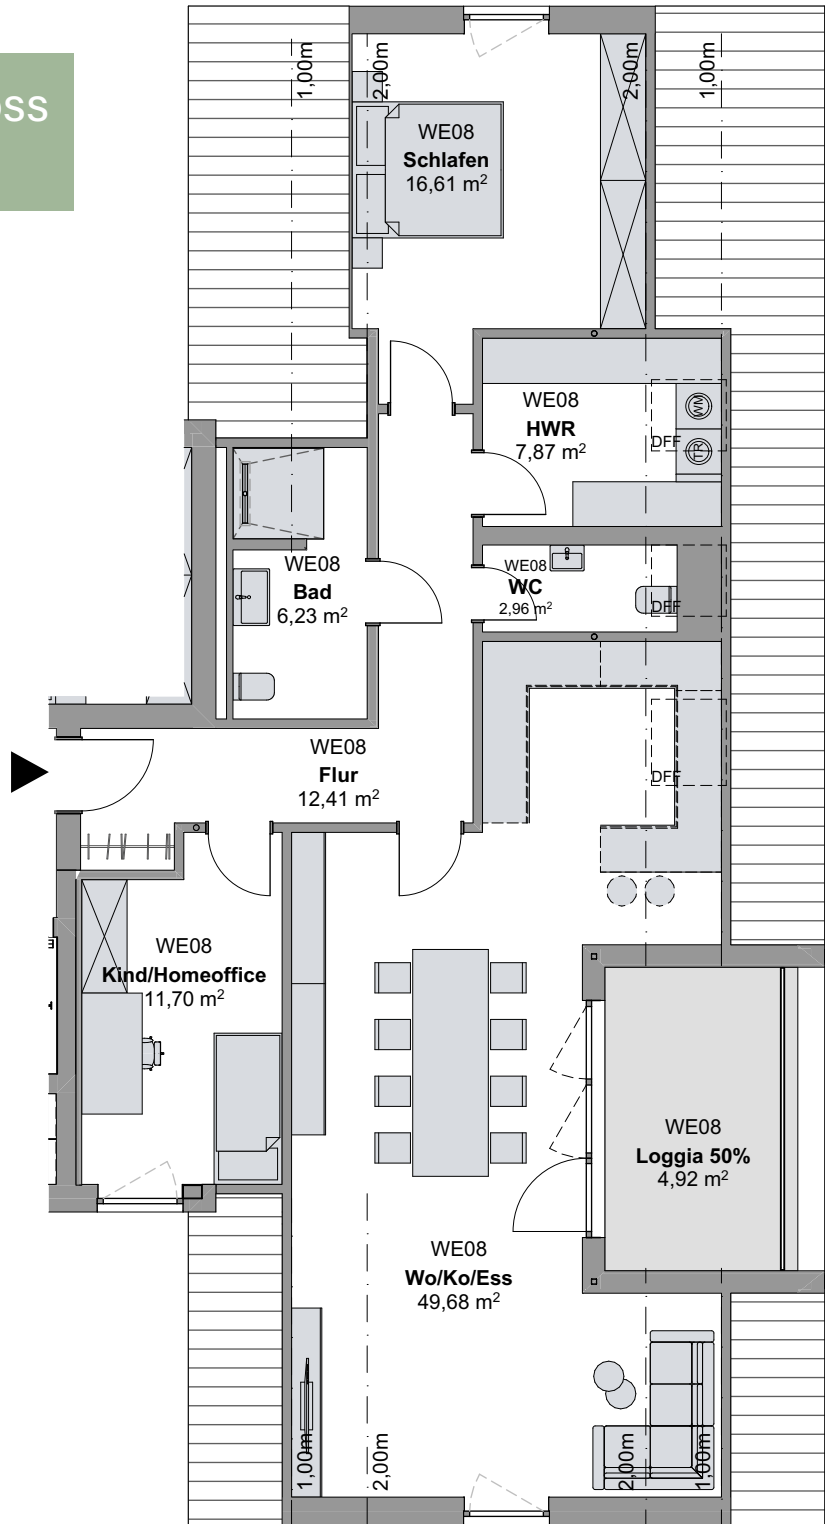 ss
1,00m
2,00m
2,00m
1,00m
WE08
Schlafen
16,61 m²
WE08
HWR
7,87 m²
WM
TR
DFF
WE08
Bad
6,23 m²
WE08
WC
2,96 m²
DFF
WE08
Flur
12,41 m²
DFF
WE08
Kind/Homeoffice
11,70 m²
WE08
Loggia 50%
4,92 m²
WE08
Wo/Ko/Ess
49,68 m²
1,00m
2,00m
2,00m
1,00m